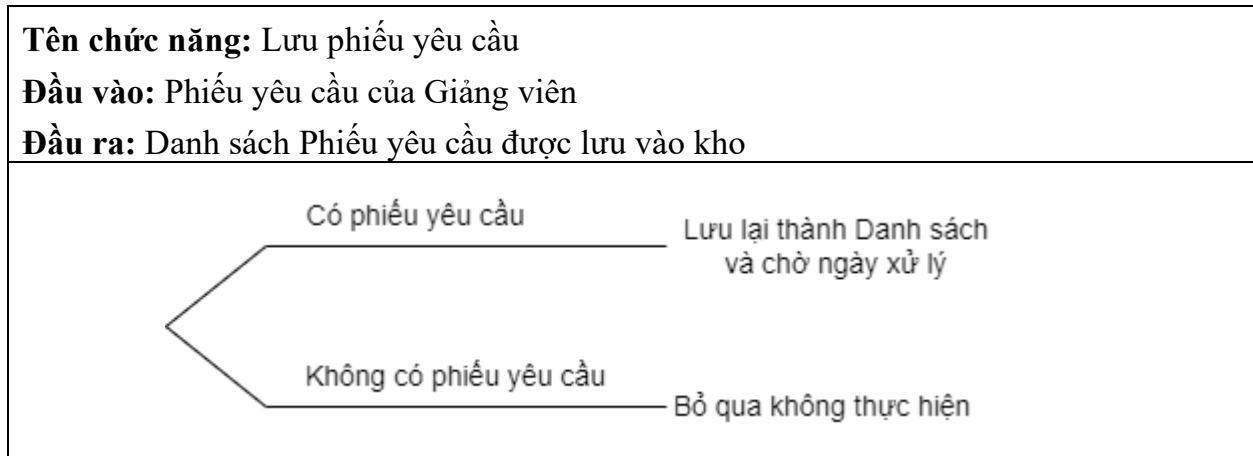 Tên chức năng: Lưu phiếu yêu cầu
Đầu vào: Phiếu yêu cầu của Giảng viên
Đầu ra: Danh sách Phiếu yêu cầu được lưu vào kho
Có phiếu yêu cầu
Lưu lại thành Danh sách
và chờ ngày xử lý
Không có phiếu yêu cầu
Bỏ qua không thực hiện